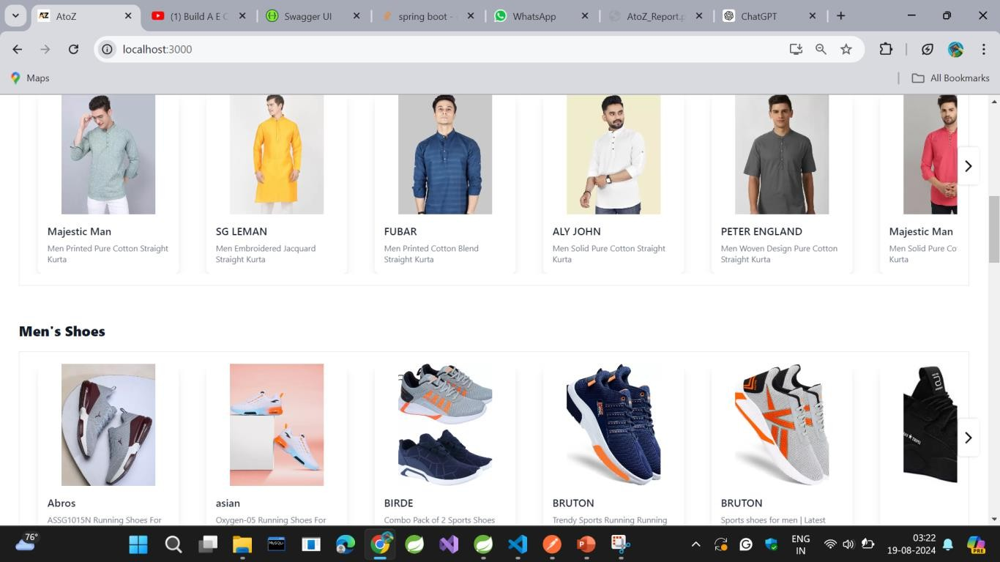 AZ AtoZ
(1) Build A E C
Swagger UI
spring boot -
WhatsApp
AtoZ_Report.p
ChatGPT
localhost:3000
Maps
All Bookmarks
Majestic Man
Men Printed Pure Cotton Straight
Kurta
SG LEMAN
Men Embroidered Jacquard
Straight Kurta
FUBAR
Men Printed Cotton Blend
Straight Kurta
ALY JOHN
Men Solid Pure Cotton Straight
Kurta
PETER ENGLAND
Men Woven Design Pure Cotton
Straight Kurta
Majestic Man
Men Solid Pure Co
Kurta
Men's Shoes
Abros
ASSG1015N Running Shoes For
asian
Oxygen-05 Running Shoes For
BIRDE
Combo Pack of 2 Sports Shoes
BRUTON
Trendy Sports Running Running
BRUTON
Sports shoes for men | Latest
76°
MySQL
ENG
IN
03:22
19-08-2024
PRE